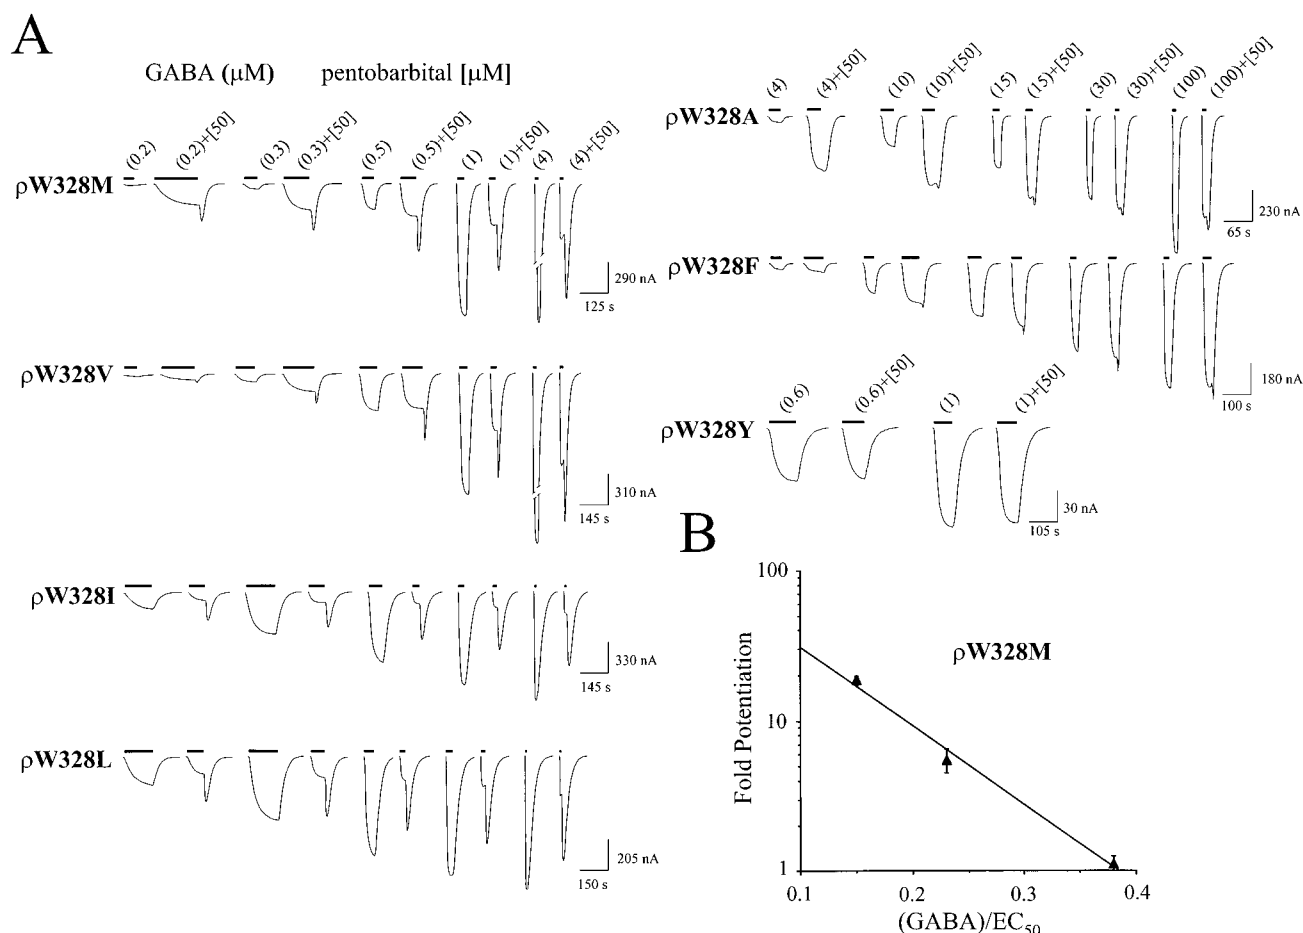 A
GABA (μM) pentobarbital [μM]
(0.2) (0.2)+[50] (0.3) (0.3)+[50] (0.5) (0.5)+[50] (1) (1)+[50] (4) (4)+[50]
ρW328M
290 nA
125 s
ρW328V
310 nA
145 s
ρW328I
330 nA
145 s
ρW328L
205 nA
150 s
(4) (4)+[50] (10) (10)+[50] (15) (15)+[50] (30) (30)+[50] (100) (100)+[50]
ρW328A
230 nA
65 s
ρW328F
180 nA
100 s
(0.6) (0.6)+[50] (1) (1)+[50]
ρW328Y
30 nA
105 s
B
ρW328M
Fold Potentiation
100
10
1
0.1 0.2 0.3 0.4
(GABA)/EC50